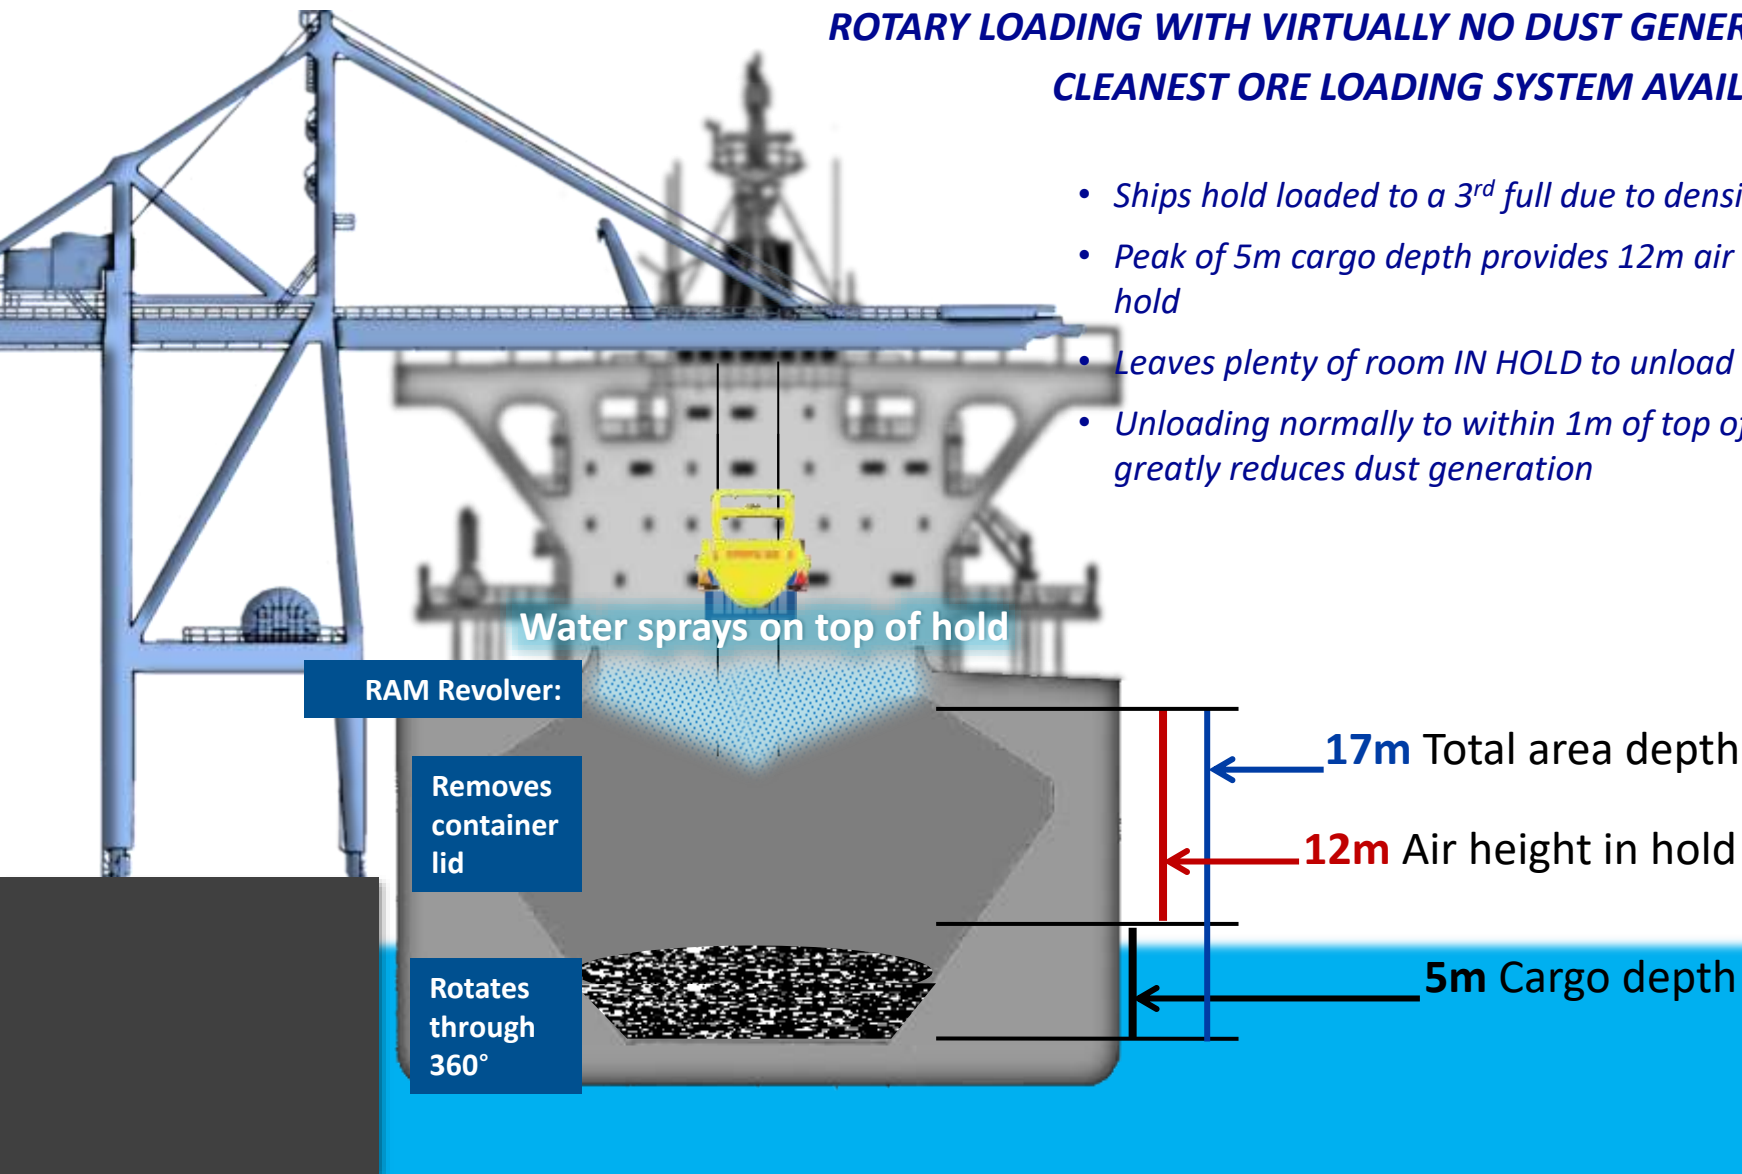 ROTARY LOADING WITH VIRTUALLY NO DUST
CLEANEST ORE LOADING SYSTEM
• Ships hold loaded to a 3rd full due to
• Peak of 5m cargo depth provides 12m air
hold
• Leaves plenty of room IN HOLD to unload
• Unloading normally to within 1m of top of
greatly reduces dust generation
Water sprays on top of hold
RAM Revolver:
Removes
container
lid
Rotates
through
360°
17m Total area depth
12m Air height in hold
5m Cargo depth